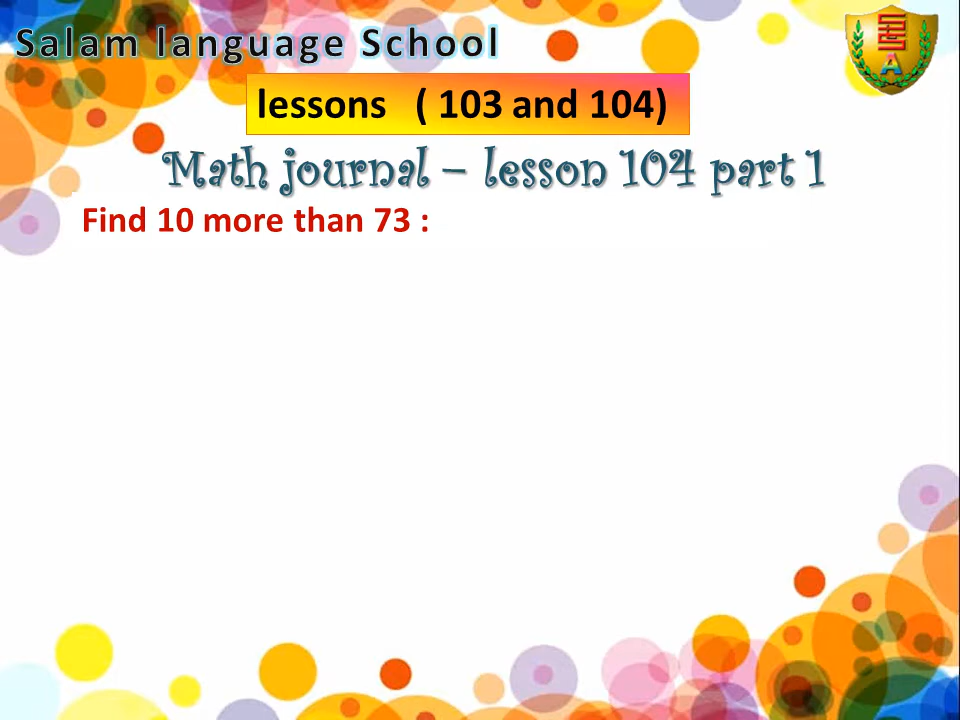 Salam language School
lessons ( 103 and 104)
Math journal – lesson 104 part 1
Find 10 more than 73 :